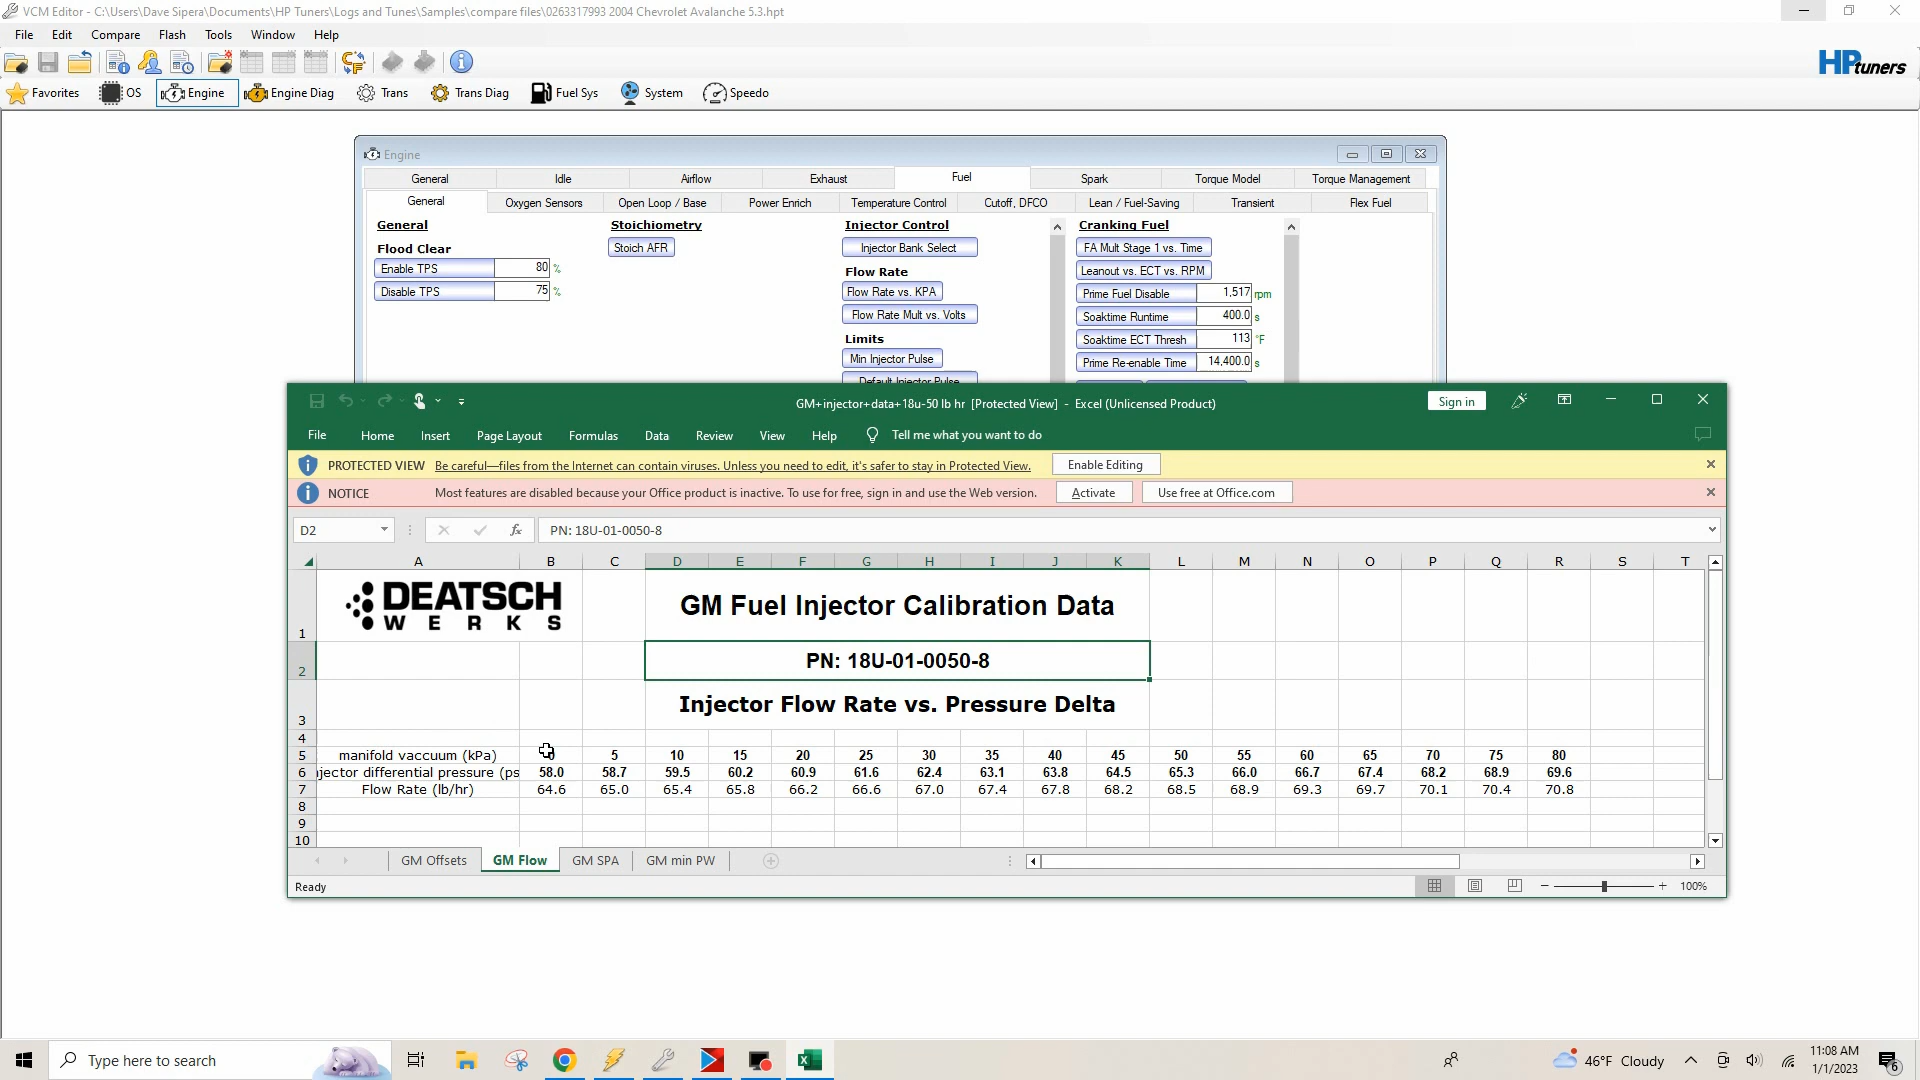 VCM Editor - C:\Users\Dave Sipera\Documents\HP Tuners\Logs and Tunes\Samples\compare files\0263317993 2004 Chevrolet Avalanche 5.3.hpt
File Edit Compare Flash Tools Window Help
HPtuners
Favorites OS Engine Engine Diag Trans Trans Diag Fuel Sys System Speedo
Engine
General Idle Airflow Exhaust Fuel Spark Torque Model Torque Management
General Oxygen Sensors Open Loop / Base Power Enrich Temperature Control Cutoff, DFCO Lean / Fuel-Saving Transient Flex Fuel
General Stoichiometry Injector Control Cranking Fuel
Flood Clear Stoich AFR Injector Bank Select FA Mult Stage 1 vs. Time
Enable TPS 80 % Flow Rate Leanout vs. ECT vs. RPM
Disable TPS 75 % Flow Rate vs. KPA Prime Fuel Disable 1,517 rpm
Flow Rate Mult vs. Volts Soaktime Runtime 400.0 s
Limits Soaktime ECT Thresh 113 °F
Min Injector Pulse Prime Re-enable Time 14,400.0 s
Default Injector Pulse
GM+injector+data+18u-50 lb hr [Protected View] - Excel (Unlicensed Product) Sign in
File Home Insert Page Layout Formulas Data Review View Help Tell me what you want to do
PROTECTED VIEW Be careful—files from the Internet can contain viruses. Unless you need to edit, it's safer to stay in Protected View. Enable Editing
NOTICE Most features are disabled because your Office product is inactive. To use for free, sign in and use the Web version. Activate Use free at Office.com
D2 fx PN: 18U-01-0050-8
A B C D E F G H I J K L M N O P Q R S T
DEATSCH
WERKS
GM Fuel Injector Calibration Data
1
PN: 18U-01-0050-8
2
Injector Flow Rate vs. Pressure Delta
3
4
5 manifold vaccuum (kPa) 0 5 10 15 20 25 30 35 40 45 50 55 60 65 70 75 80
6 njector differential pressure (ps 58.0 58.7 59.5 60.2 60.9 61.6 62.4 63.1 63.8 64.5 65.3 66.0 66.7 67.4 68.2 68.9 69.6
7 Flow Rate (lb/hr) 64.6 65.0 65.4 65.8 66.2 66.6 67.0 67.4 67.8 68.2 68.5 68.9 69.3 69.7 70.1 70.4 70.8
8
9
10
GM Offsets GM Flow GM SPA GM min PW
Ready 100%
Type here to search 46°F Cloudy 11:08 AM
1/1/2023 6